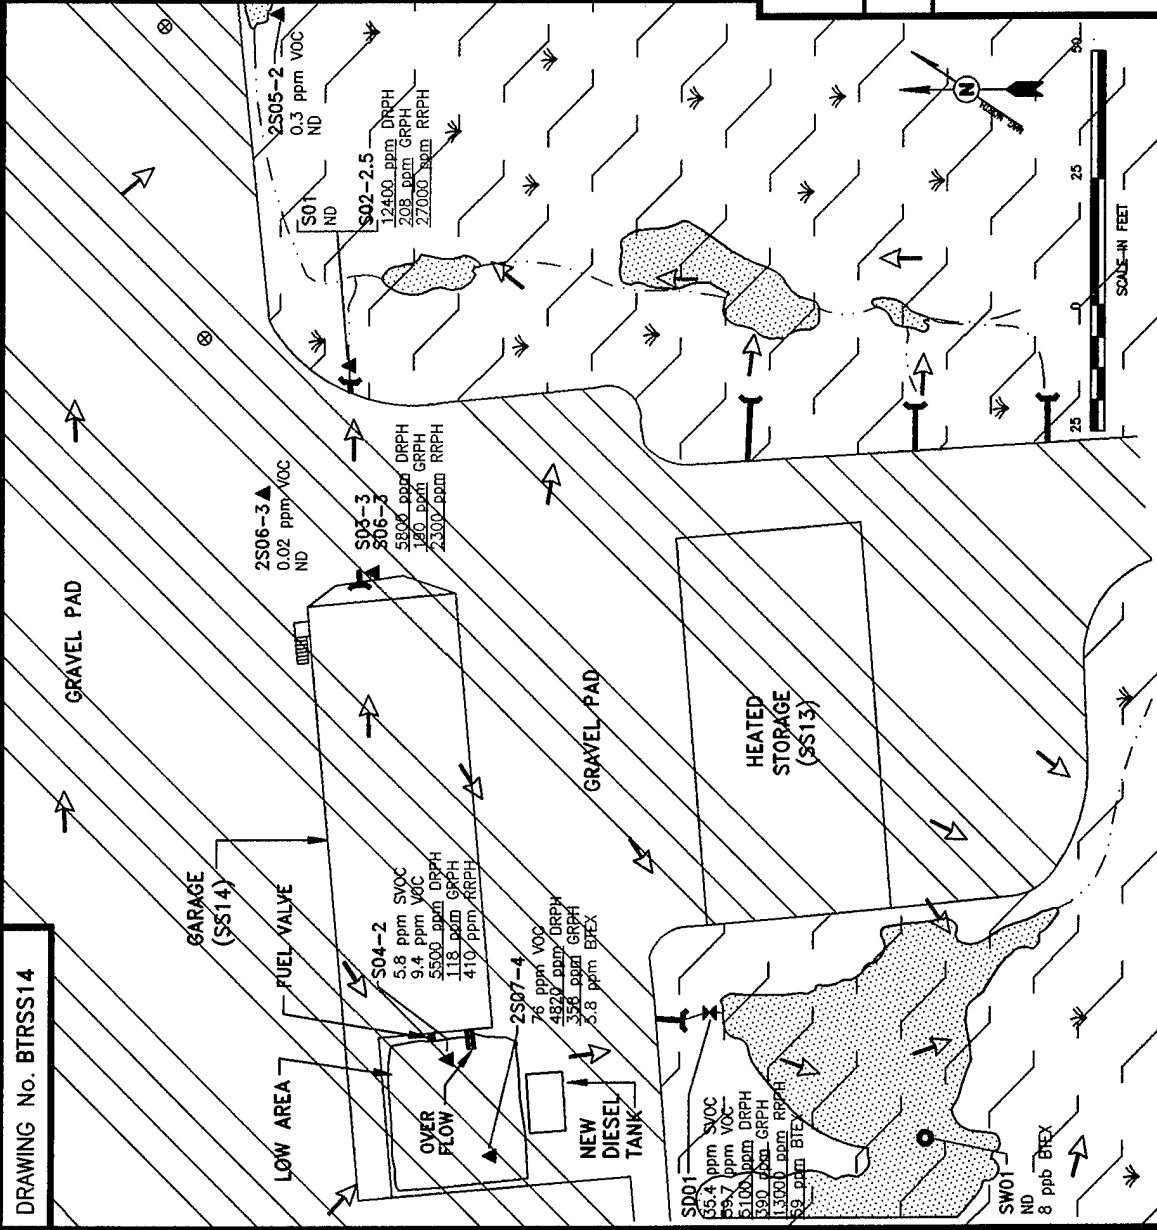 DRAWING No. BTRSS14
2S05-2
0.3 ppm VOC
ND
S01
ND
S02-2.5
12400 ppm DRPH
208 ppm GRPH
27000 ppm RRPH
MAG NORTH
N
50
25
0
25
SCALE IN FEET
GRAVEL PAD
2S06-3
0.02 ppm VOC
ND
S03-3
S06-3
5800 ppm DRPH
190 ppm GRPH
2300 ppm RRPH
GARAGE
(SS14)
FUEL VALVE
LOW AREA
S04-2
5.8 ppm SVOC
9.4 ppm VOC
5500 ppm DRPH
118 ppm GRPH
410 ppm RRPH
2S07-4
76 ppm VOC
4820 ppm DRPH
358 ppm GRPH
5.8 ppm BTEX
OVER
FLOW
NEW
DIESEL
TANK
GRAVEL PAD
HEATED
STORAGE
(SS13)
SD01
ppm SVOC
ppm VOC
5100 ppm DRPH
390 ppm GRPH
13000 ppm RRPH
59 ppm BTEX
SW01
ND
8 ppb BTEX